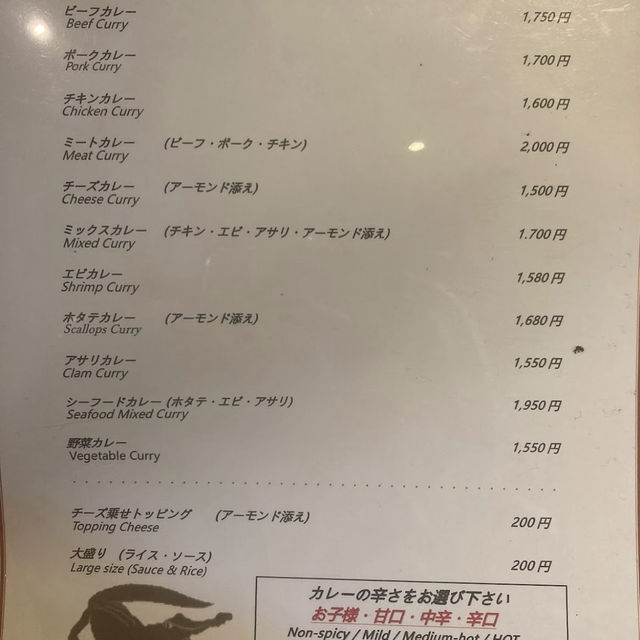 ビーフカレー 1,750円
Beef Curry
ポークカレー 1,700円
Pork Curry
チキンカレー 1,600円
Chicken Curry
ミートカレー (ビーフ・ポーク・チキン) 2,000円
Meat Curry
チーズカレー (アーモンド添え) 1,500円
Cheese Curry
ミックスカレー (チキン・エビ・アサリ・アーモンド添え) 1.700円
Mixed Curry
エビカレー 1,580円
Shrimp Curry
ホタテカレー (アーモンド添え) 1,680円
Scallops Curry
アサリカレー 1,550円
Clam Curry
シーフードカレー (ホタテ・エビ・アサリ) 1,950円
Seafood Mixed Curry
野菜カレー 1,550円
Vegetable Curry
チーズ乗せトッピング (アーモンド添え) 200円
Topping Cheese
大盛り (ライス・ソース) 200円
Large size (Sauce & Rice)
カレーの辛さをお選び下さい
お子様・甘口・中辛・辛口
Non-spicy / Mild / Medium-hot / HOT